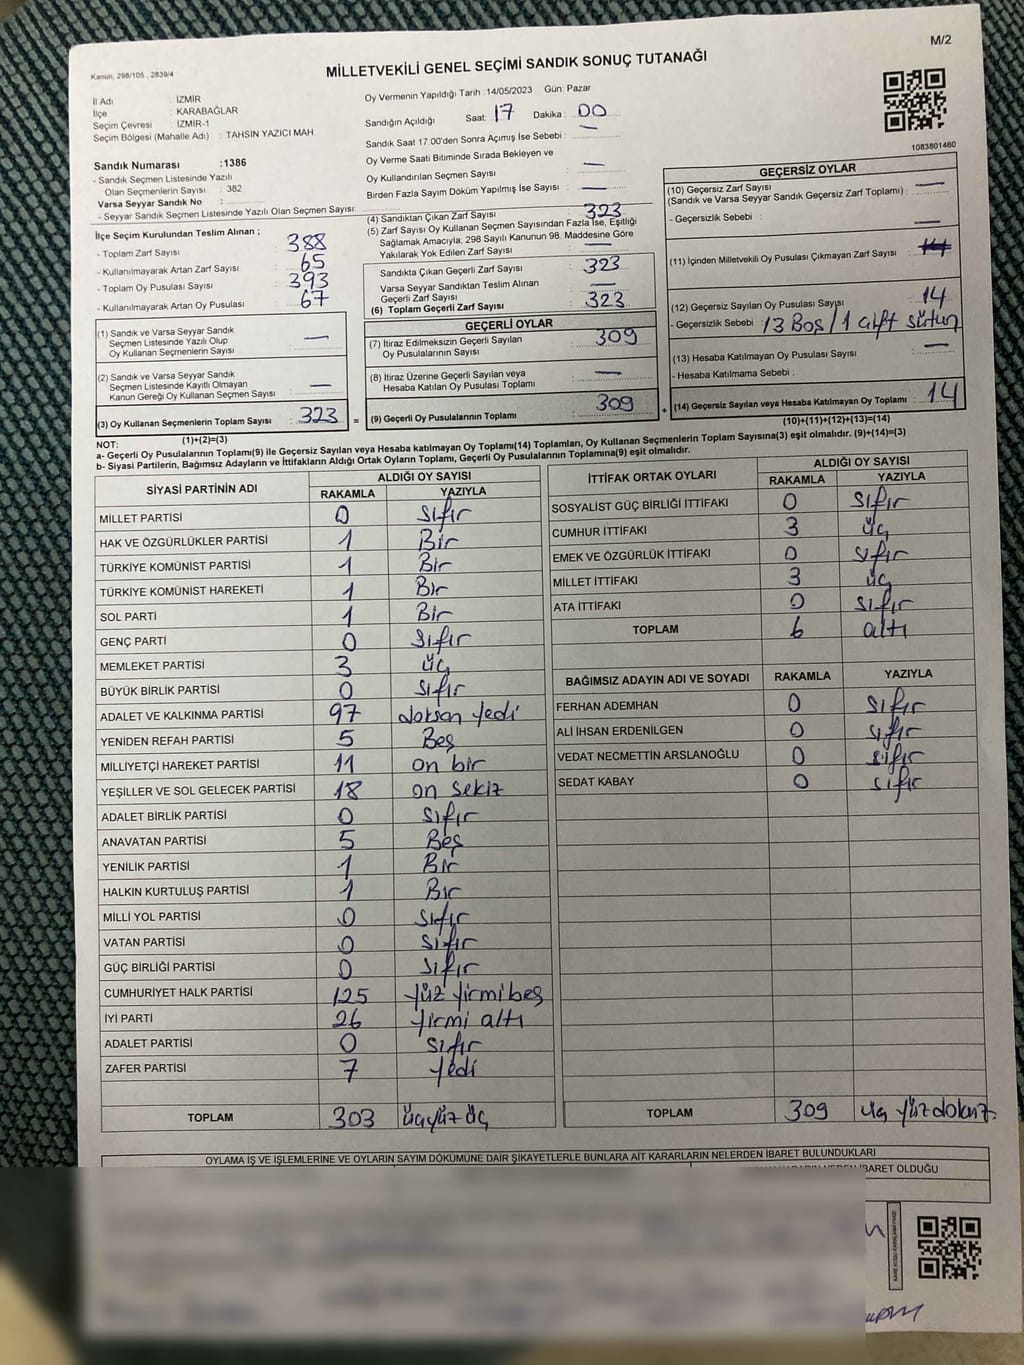 M/2
Kanun, 298/105 , 2839/4
MİLLETVEKİLİ GENEL SEÇİMİ SANDIK SONUÇ TUTANAĞI
İl Adı : İZMİR
İlçe : KARABAĞLAR
Seçim Çevresi : İZMİR-1
Seçim Bölgesi (Mahalle Adı) : TAHSİN YAZICI MAH
Sandık Numarası :1386
- Sandık Seçmen Listesinde Yazılı
Olan Seçmenlerin Sayısı : 382
Varsa Seyyar Sandık No :
- Seyyar Sandık Seçmen Listesinde Yazılı Olan Seçmen Sayısı:
Oy Vermenin Yapıldığı Tarih :14/05/2023 Gün: Pazar
Sandığın Açıldığı Saat: 17 Dakika : 00
Sandık Saat 17.00'den Sonra Açımış İse Sebebi : —
Oy Verme Saati Bitiminde Sırada Bekleyen ve
Oy Kullandırılan Seçmen Sayısı : —
Birden Fazla Sayım Döküm Yapılmış İse Sayısı : —
1083801460
İlçe Seçim Kurulundan Teslim Alınan ;
- Toplam Zarf Sayısı : 388
- Kullanılmayarak Artan Zarf Sayısı : 65
- Toplam Oy Pusulası Sayısı : 393
- Kullanılmayarak Artan Oy Pusulası : 67
(1) Sandık ve Varsa Seyyar Sandık
Seçmen Listesinde Yazılı Olup
Oy Kullanan Seçmenlerin Sayısı : —
(2) Sandık ve Varsa Seyyar Sandık
Seçmen Listesinde Kayıtlı Olmayan
Kanun Gereği Oy Kullanan Seçmen Sayısı : —
(3) Oy Kullanan Seçmenlerin Toplam Sayısı : 323
(1)+(2)=(3)
(4) Sandıktan Çıkan Zarf Sayısı : 323
(5) Zarf Sayısı Oy Kullanan Seçmen Sayısından Fazla İse, Eşitliği
Sağlamak Amacıyla, 298 Sayılı Kanunun 98. Maddesine Göre
Yakılarak Yok Edilen Zarf Sayısı : —
Sandıkta Çıkan Geçerli Zarf Sayısı : 323
Varsa Seyyar Sandıktan Teslim Alınan
Geçerli Zarf Sayısı : —
(6) Toplam Geçerli Zarf Sayısı : 323
GEÇERLİ OYLAR
(7) İtiraz Edilmeksizin Geçerli Sayılan
Oy Pusulalarının Sayısı : 309
(8) İtiraz Üzerine Geçerli Sayılan veya
Hesaba Katılan Oy Pusulası Toplamı : —
= (9) Geçerli Oy Pusulalarının Toplamı : 309
GEÇERSİZ OYLAR
(10) Geçersiz Zarf Sayısı : —
(Sandık ve Varsa Seyyar Sandık Geçersiz Zarf Toplamı)
- Geçersizlik Sebebi : —
(11) İçinden Milletvekili Oy Pusulası Çıkmayan Zarf Sayısı :
(12) Geçersiz Sayılan Oy Pusulası Sayısı : 14
- Geçersizlik Sebebi : 13 Boş / 1 çift sütun
(13) Hesaba Katılmayan Oy Pusulası Sayısı : —
- Hesaba Katılmama Sebebi :
+ (14) Geçersiz Sayılan veya Hesaba Katılmayan Oy Toplamı : 14
(10)+(11)+(12)+(13)=(14)
NOT:
a- Geçerli Oy Pusulalarının Toplamı(9) ile Geçersiz Sayılan veya Hesaba katılmayan Oy Toplamı(14) Toplamları, Oy Kullanan Seçmenlerin Toplam Sayısına(3) eşit olmalıdır. (9)+(14)=(3)
b- Siyasi Partilerin, Bağımsız Adayların ve İttifakların Aldığı Ortak Oyların Toplamı, Geçerli Oy Pusulalarının Toplamına(9) eşit olmalıdır.
SİYASİ PARTİNİN ADI ALDIĞI OY SAYISI
RAKAMLA YAZIYLA
MİLLET PARTİSİ 0 sıfır
HAK VE ÖZGÜRLÜKLER PARTİSİ 1 Bir
TÜRKİYE KOMÜNİST PARTİSİ 1 Bir
TÜRKİYE KOMÜNİST HAREKETİ 1 Bir
SOL PARTİ 1 Bir
GENÇ PARTİ 0 sıfır
MEMLEKET PARTİSİ 3 üç
BÜYÜK BİRLİK PARTİSİ 0 sıfır
ADALET VE KALKINMA PARTİSİ 97 doksan yedi
YENİDEN REFAH PARTİSİ 5 Beş
MİLLİYETÇİ HAREKET PARTİSİ 11 on bir
YEŞİLLER VE SOL GELECEK PARTİSİ 18 on sekiz
ADALET BİRLİK PARTİSİ 0 sıfır
ANAVATAN PARTİSİ 5 Beş
YENİLİK PARTİSİ 1 Bir
HALKIN KURTULUŞ PARTİSİ 1 Bir
MİLLİ YOL PARTİSİ 0 sıfır
VATAN PARTİSİ 0 sıfır
GÜÇ BİRLİĞİ PARTİSİ 0 sıfır
CUMHURİYET HALK PARTİSİ 125 yüz yirmi beş
İYİ PARTİ 26 yirmi altı
ADALET PARTİSİ 0 sıfır
ZAFER PARTİSİ 7 yedi
TOPLAM 303 üçyüz üç
İTTİFAK ORTAK OYLARI ALDIĞI OY SAYISI
RAKAMLA YAZIYLA
SOSYALİST GÜÇ BİRLİĞİ İTTİFAKI 0 sıfır
CUMHUR İTTİFAKI 3 üç
EMEK VE ÖZGÜRLÜK İTTİFAKI 0 sıfır
MİLLET İTTİFAKI 3 üç
ATA İTTİFAKI 0 sıfır
TOPLAM 6 altı
BAĞIMSIZ ADAYIN ADI VE SOYADI RAKAMLA YAZIYLA
FERHAN ADEMHAN 0 sıfır
ALİ İHSAN ERDENİLGEN 0 sıfır
VEDAT NECMETTİN ARSLANOĞLU 0 sıfır
SEDAT KABAY 0 sıfır
TOPLAM 309 üç yüz dokuz
OYLAMA İŞ VE İŞLEMLERİNE VE OYLARIN SAYIM DÖKÜMÜNE DAİR ŞİKAYETLERLE BUNLARA AİT KARARLARIN NELERDEN İBARET BULUNDUKLARI
İBARET OLDUĞU